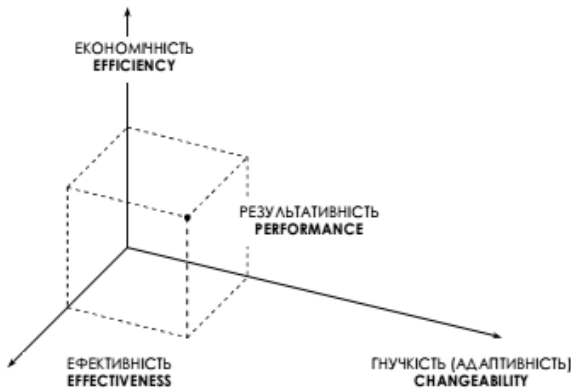 ЕКОНОМІЧНІСТЬ
EFFICIENCY
РЕЗУЛЬТАТИВНІСТЬ
PERFORMANCE
ЕФЕКТИВНІСТЬ
EFFECTIVENESS
ГНУЧКІСТЬ (АДАПТИВНІСТЬ)
CHANGEABILITY